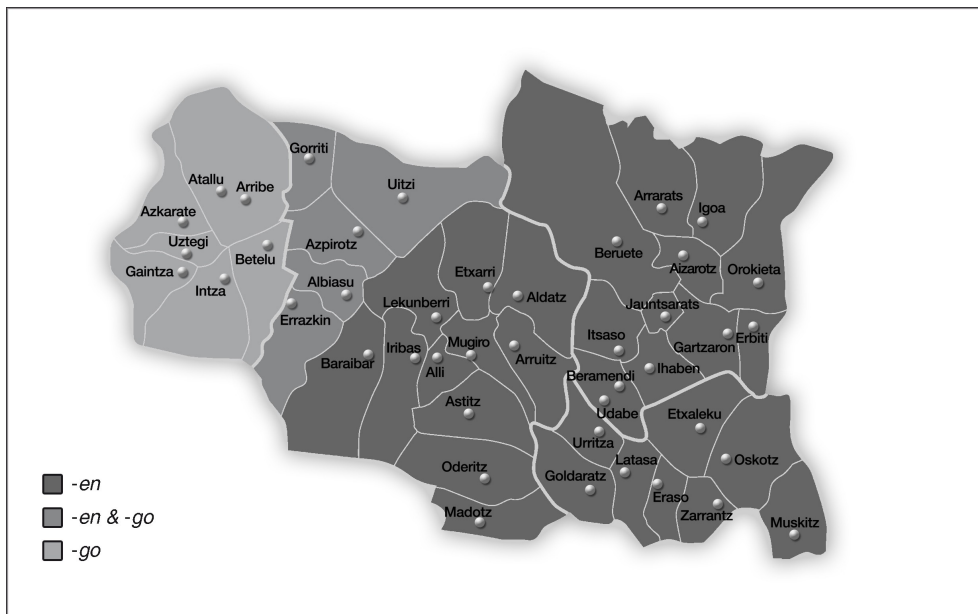 Gorriti
Uitzi
Atallu
Arribe
Azkarate
Uztegi
Betelu
Gaintza
Intza
Azpirotz
Albiasu
Errazkin
Etxarri
Aldatz
Lekunberri
Baraibar
Iribas
Alli
Mugiro
Arruitz
Astitz
Oderitz
Madotz
Arrarats
Igoa
Beruete
Aizarotz
Orokieta
Jauntsarats
Itsaso
Gartzaron
Erbiti
Ihaben
Beramendi
Udabe
Etxaleku
Urritza
Latasa
Oskotz
Goldaratz
Eraso
Zarrantz
Muskitz
-en
-en & -go
-go